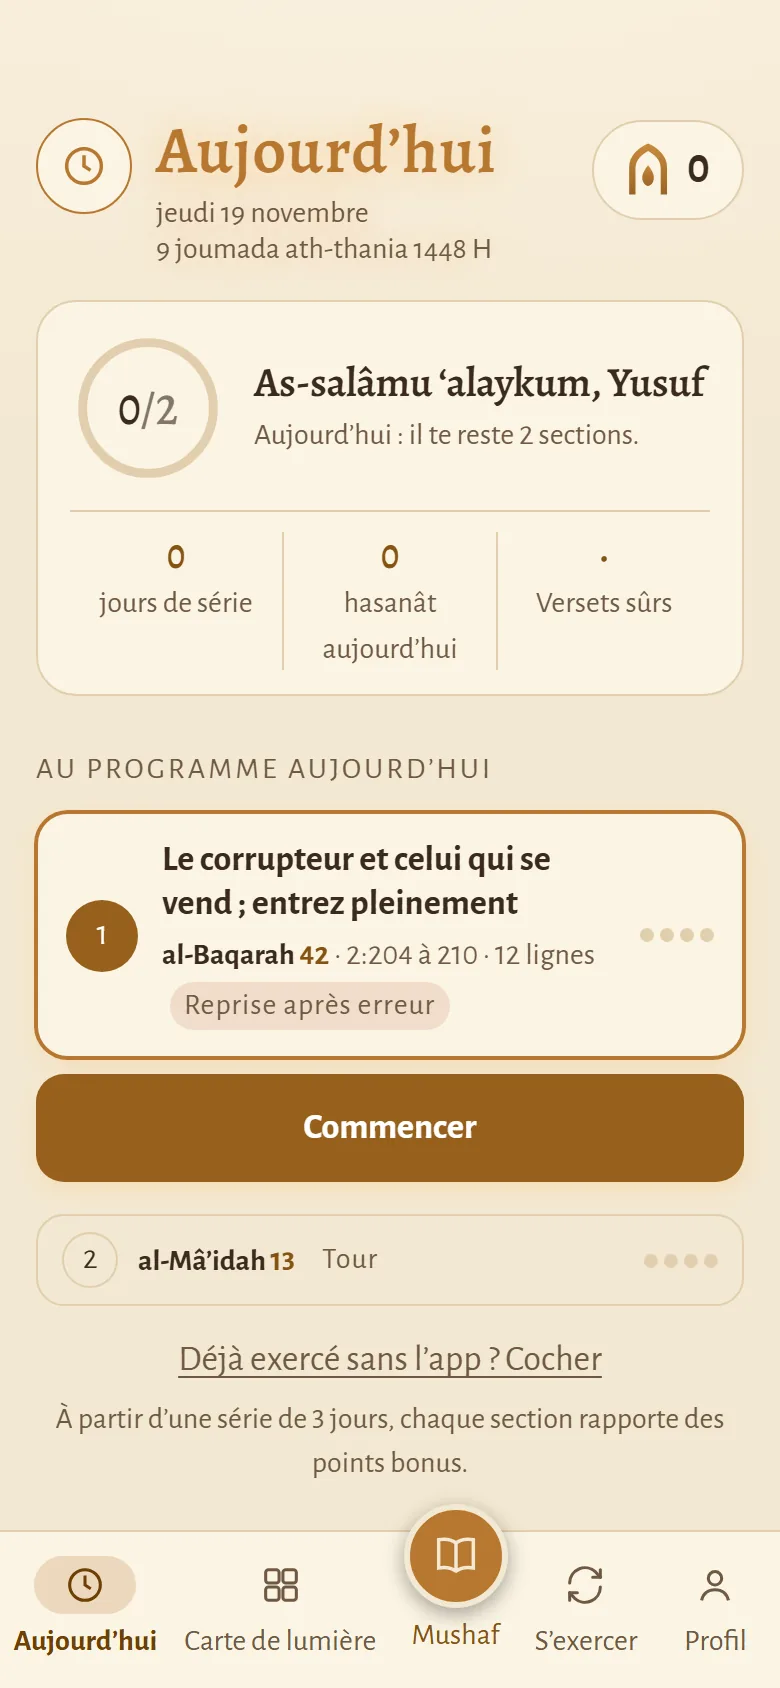 Aujourd’hui
0
jeudi 19 novembre
9 joumada ath-thania 1448 H
0/2
As-salâmu ‘alaykum, Yusuf
Aujourd’hui : il te reste 2 sections.
0
jours de série
0
hasanât
aujourd’hui
·
Versets sûrs
AU PROGRAMME AUJOURD’HUI
1
Le corrupteur et celui qui se
vend ; entrez pleinement
al-Baqarah 42 · 2:204 à 210 · 12 lignes
Reprise après erreur
Commencer
2 al-Mâ’idah 13 Tour
Déjà exercé sans l’app ? Cocher
À partir d’une série de 3 jours, chaque section rapporte des
points bonus.
Aujourd’hui
Carte de lumière
Mushaf
S’exercer
Profil